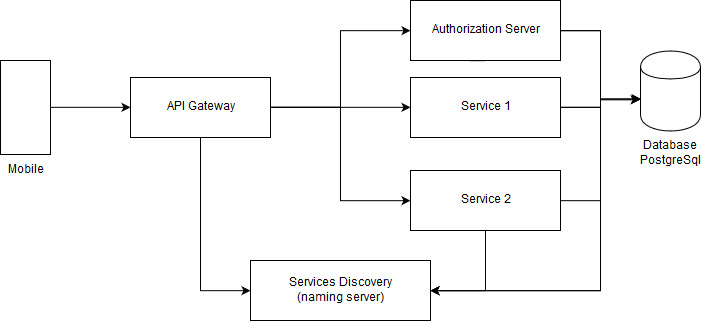 Authorization Server
API Gateway
Service 1
Mobile
Database
PostgreSql
Service 2
Services Discovery
(naming server)